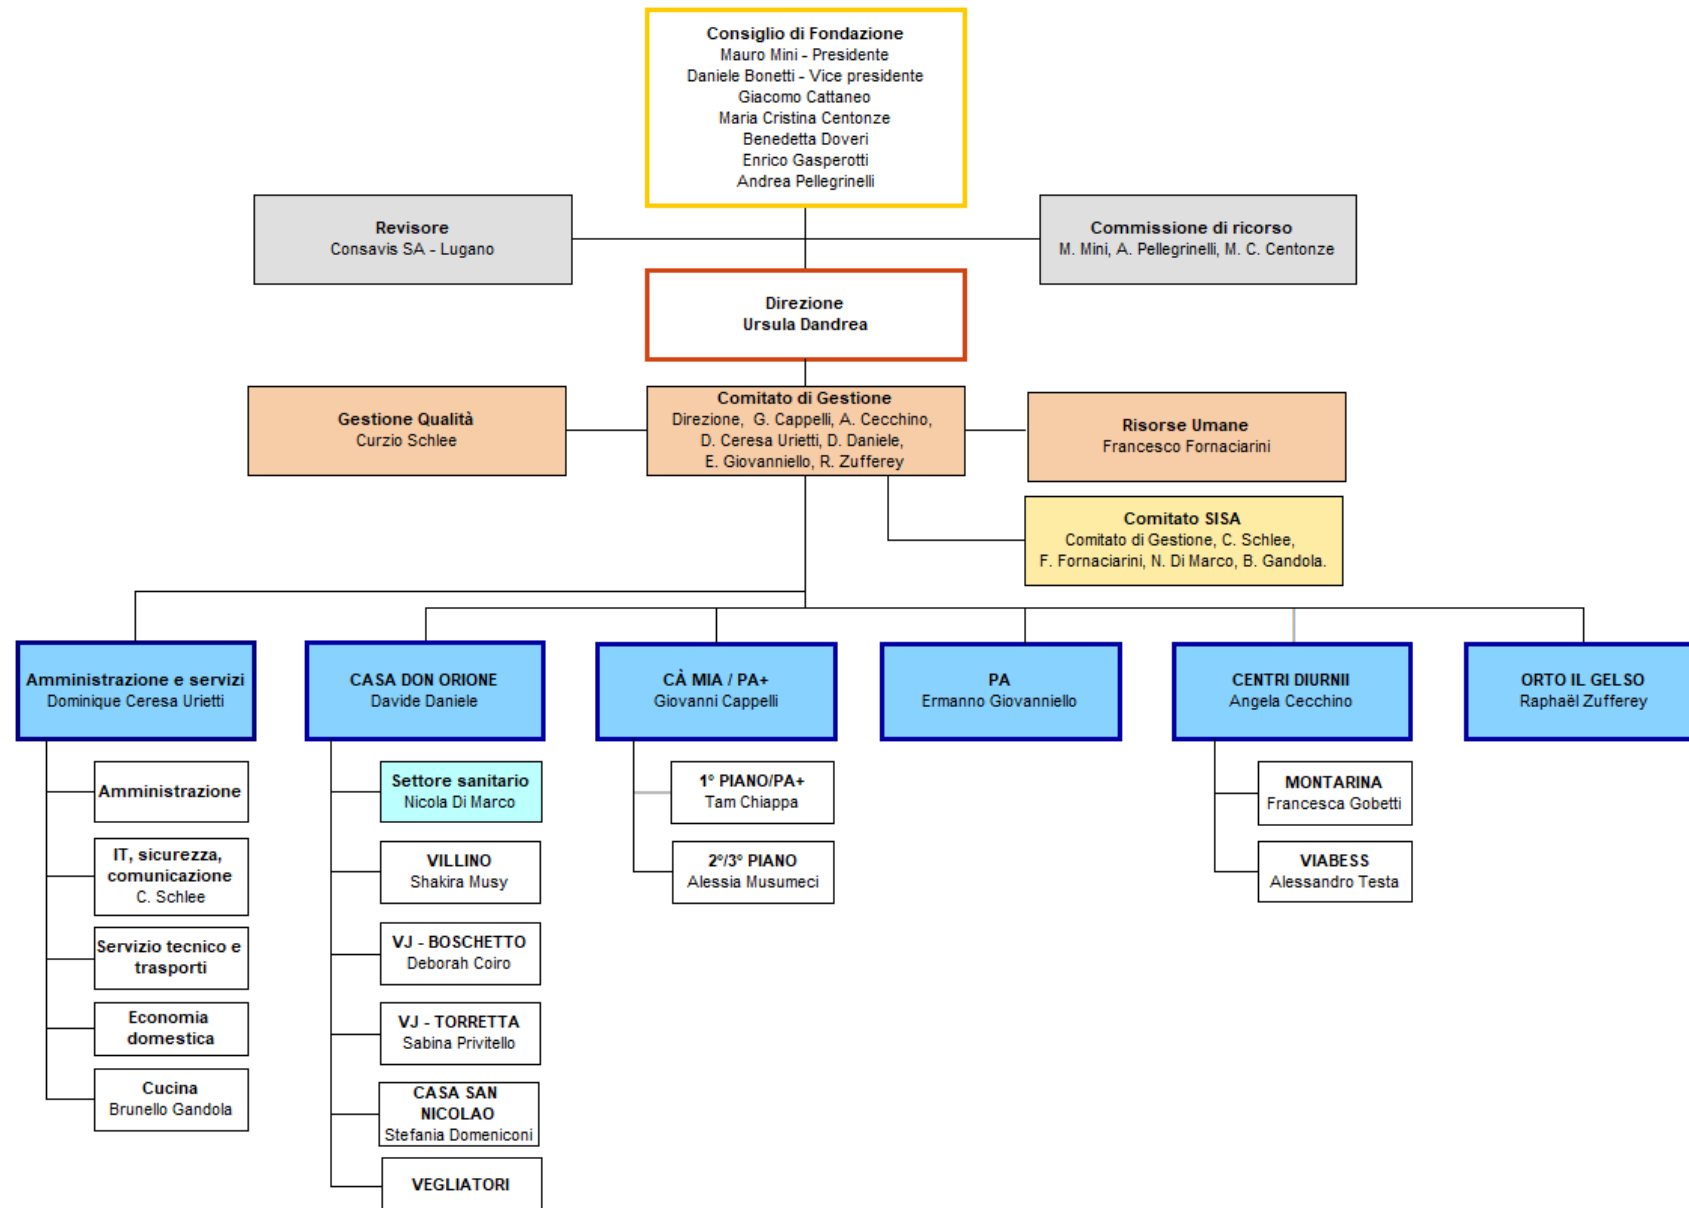 Consiglio di Fondazione
Mauro Mini - Presidente
Daniele Bonetti - Vice presidente
Giacomo Cattaneo
Maria Cristina Centonze
Benedetta Doveri
Enrico Gasperotti
Andrea Pellegrinelli
Revisore
Consavis SA - Lugano
Commissione di ricorso
M. Mini, A. Pellegrinelli, M. C. Centonze
Direzione
Ursula Dandrea
Gestione Qualità
Curzio Schlee
Comitato di Gestione
Direzione, G. Cappelli, A. Cecchino,
D. Ceresa Urietti, D. Daniele,
E. Giovanniello, R. Zufferey
Risorse Umane
Francesco Fornaciarini
Comitato SISA
Comitato di Gestione, C. Schlee,
F. Fornaciarini, N. Di Marco, B. Gandola.
Amministrazione e servizi
Dominique Ceresa Urietti
CASA DON ORIONE
Davide Daniele
CÀ MIA / PA+
Giovanni Cappelli
PA
Ermanno Giovanniello
CENTRI DIURNII
Angela Cecchino
ORTO IL GELSO
Raphaël Zufferey
Amministrazione
IT, sicurezza,
comunicazione
C. Schlee
Servizio tecnico e
trasporti
Economia
domestica
Cucina
Brunello Gandola
Settore sanitario
Nicola Di Marco
VILLINO
Shakira Musy
VJ - BOSCHETTO
Deborah Coiro
VJ - TORRETTA
Sabina Privitello
CASA SAN
NICOLAO
Stefania Domeniconi
VEGLIATORI
1° PIANO/PA+
Tam Chiappa
2°/3° PIANO
Alessia Musumeci
MONTARINA
Francesca Gobetti
VIABESS
Alessandro Testa